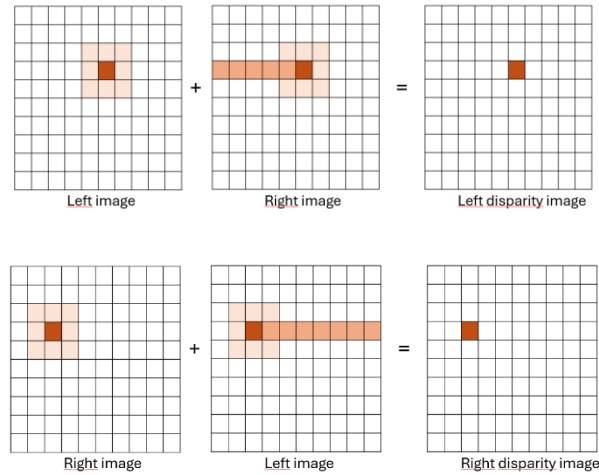 +
=
Left image
Right image
Left disparity image
+
=
Right image
Left image
Right disparity image